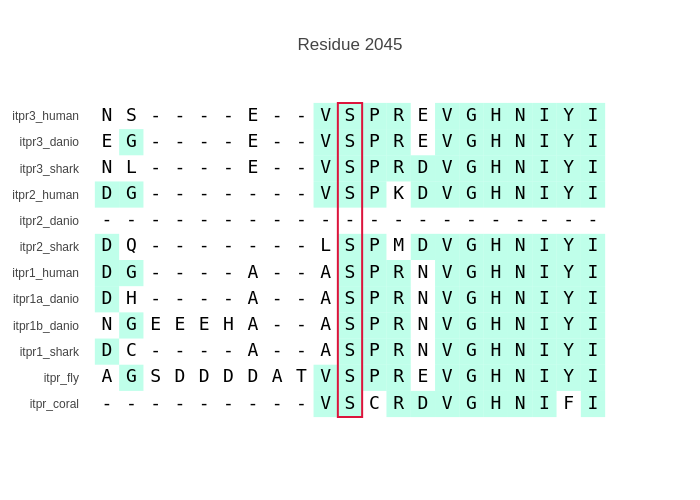 Residue 2045
itpr3_human N S - - - - E - - V S P R E V G H N I Y I
itpr3_danio E G - - - - E - - V S P R E V G H N I Y I
itpr3_shark N L - - - - E - - V S P R D V G H N I Y I
itpr2_human D G - - - - - - - V S P K D V G H N I Y I
itpr2_danio - - - - - - - - - - - - - - - - - - - - -
itpr2_shark D Q - - - - - - - L S P M D V G H N I Y I
itpr1_human D G - - - - A - - A S P R N V G H N I Y I
itpr1a_danio D H - - - - A - - A S P R N V G H N I Y I
itpr1b_danio N G E E E H A - - A S P R N V G H N I Y I
itpr1_shark D C - - - - A - - A S P R N V G H N I Y I
itpr_fly A G S D D D D A T V S P R E V G H N I Y I
itpr_coral - - - - - - - - - V S C R D V G H N I F I